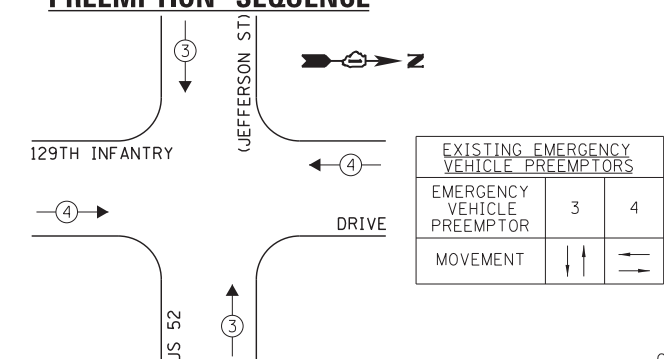 PREEMPTION SEQUENCE
3
(JEFFERSON ST)
N
129TH INFANTRY
4
4
DRIVE
3
US 52
EXISTING EMERGENCY
VEHICLE PREEMPTORS
EMERGENCY
VEHICLE
PREEMPTOR
3
4
MOVEMENT